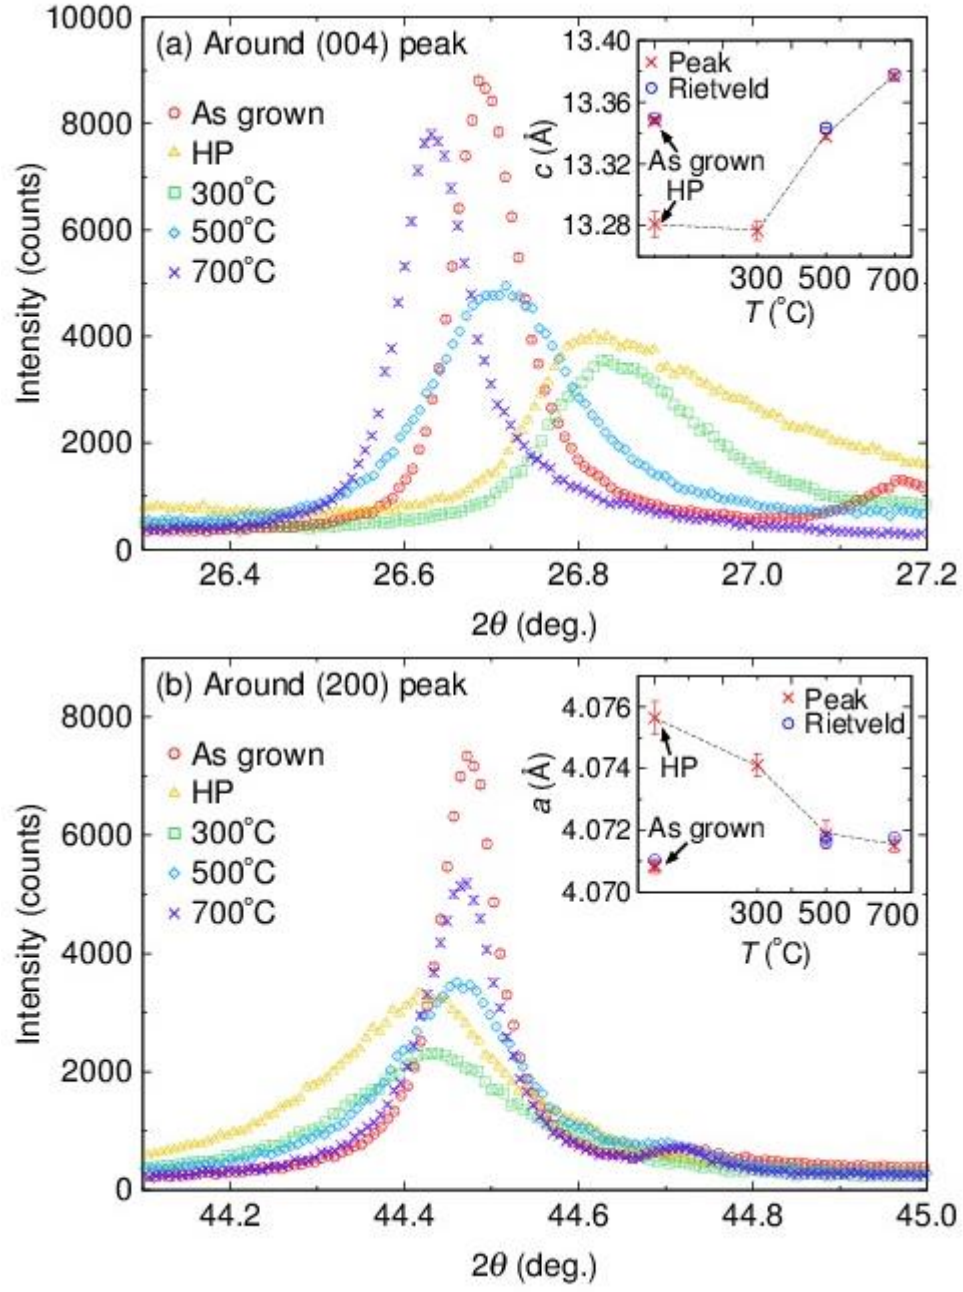 (a) Around (004) peak
As grown
HP
300°C
500°C
700°C
Intensity (counts)
10000
8000
6000
4000
2000
0
26.4 26.6 26.8 27.0 27.2
2θ (deg.)
Peak
Rietveld
As grown
HP
c (Å)
13.40
13.36
13.32
13.28
300 500 700
T (°C)
(b) Around (200) peak
As grown
HP
300°C
500°C
700°C
Intensity (counts)
8000
6000
4000
2000
0
44.2 44.4 44.6 44.8 45.0
2θ (deg.)
Peak
Rietveld
HP
As grown
a (Å)
4.076
4.074
4.072
4.070
300 500 700
T (°C)